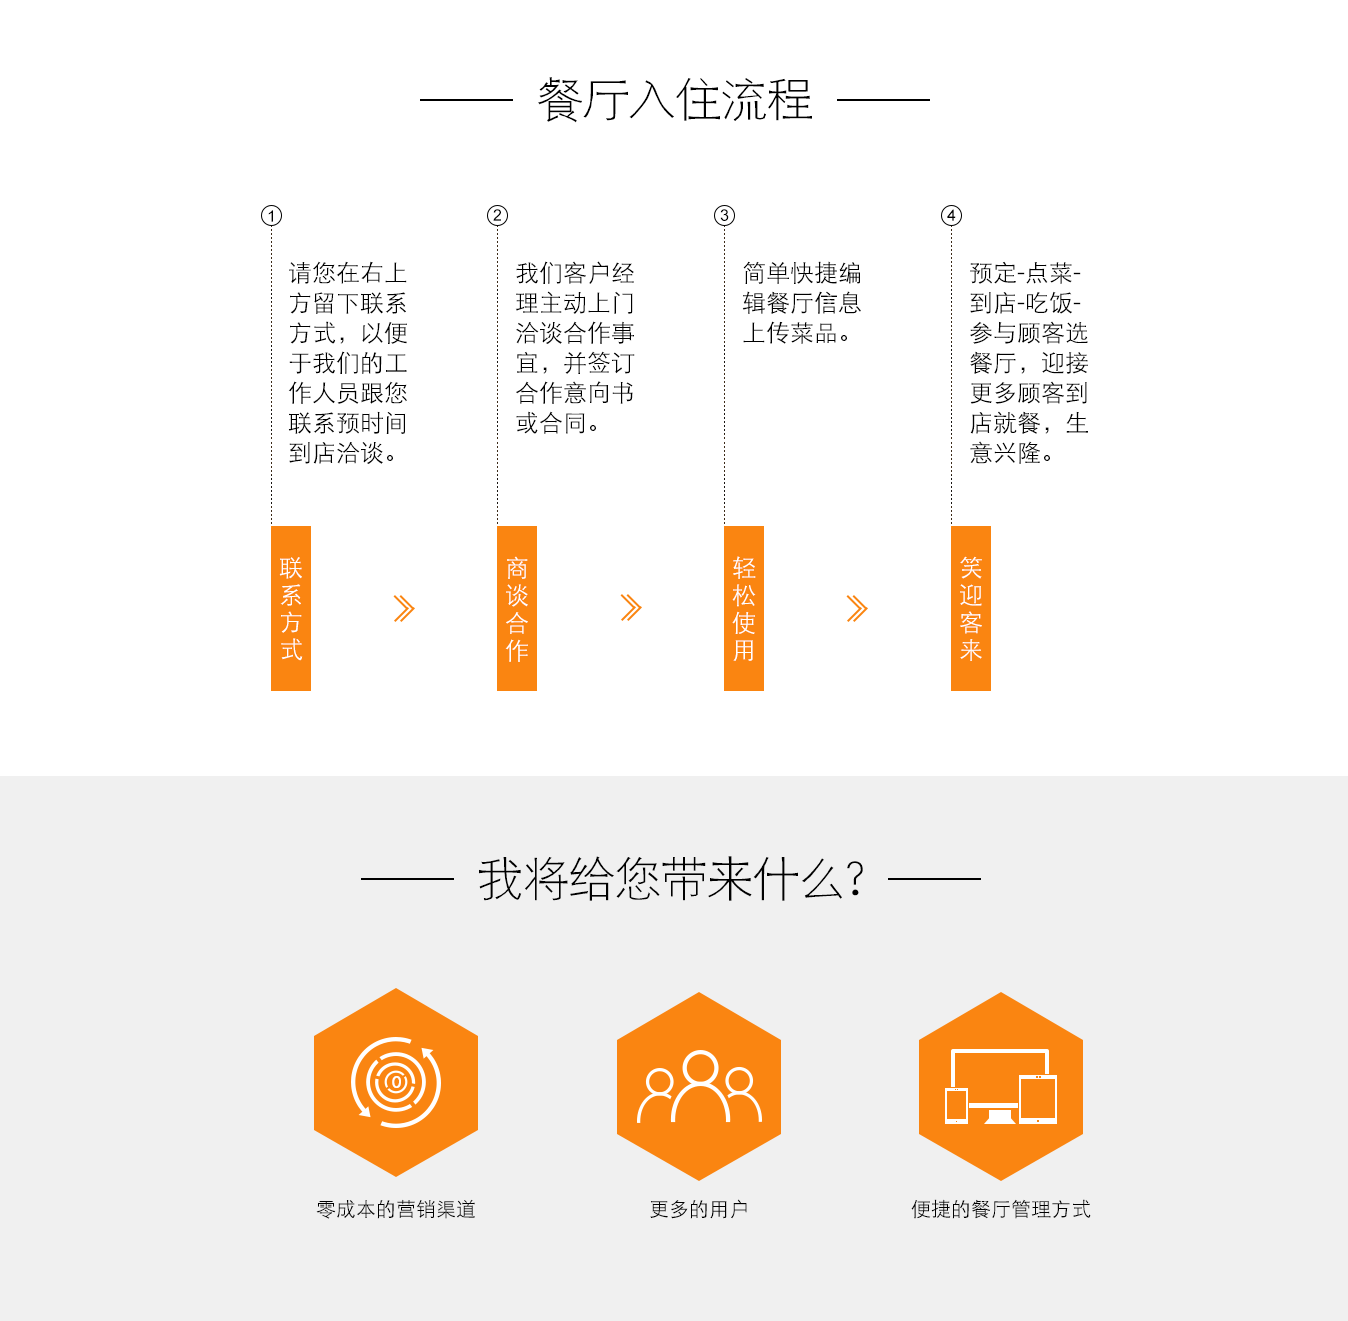 餐厅入住流程
1
请您在右上
方留下联系
方式，以便
于我们的工
作人员跟您
联系预时间
到店洽谈。
联系方式
2
我们客户经
理主动上门
洽谈合作事
宜，并签订
合作意向书
或合同。
商谈合作
3
简单快捷编
辑餐厅信息
上传菜品。
轻松使用
4
预定-点菜-
到店-吃饭-
参与顾客选
餐厅，迎接
更多顾客到
店就餐，生
意兴隆。
笑迎客来
我将给您带来什么?
0
零成本的营销渠道
更多的用户
便捷的餐厅管理方式